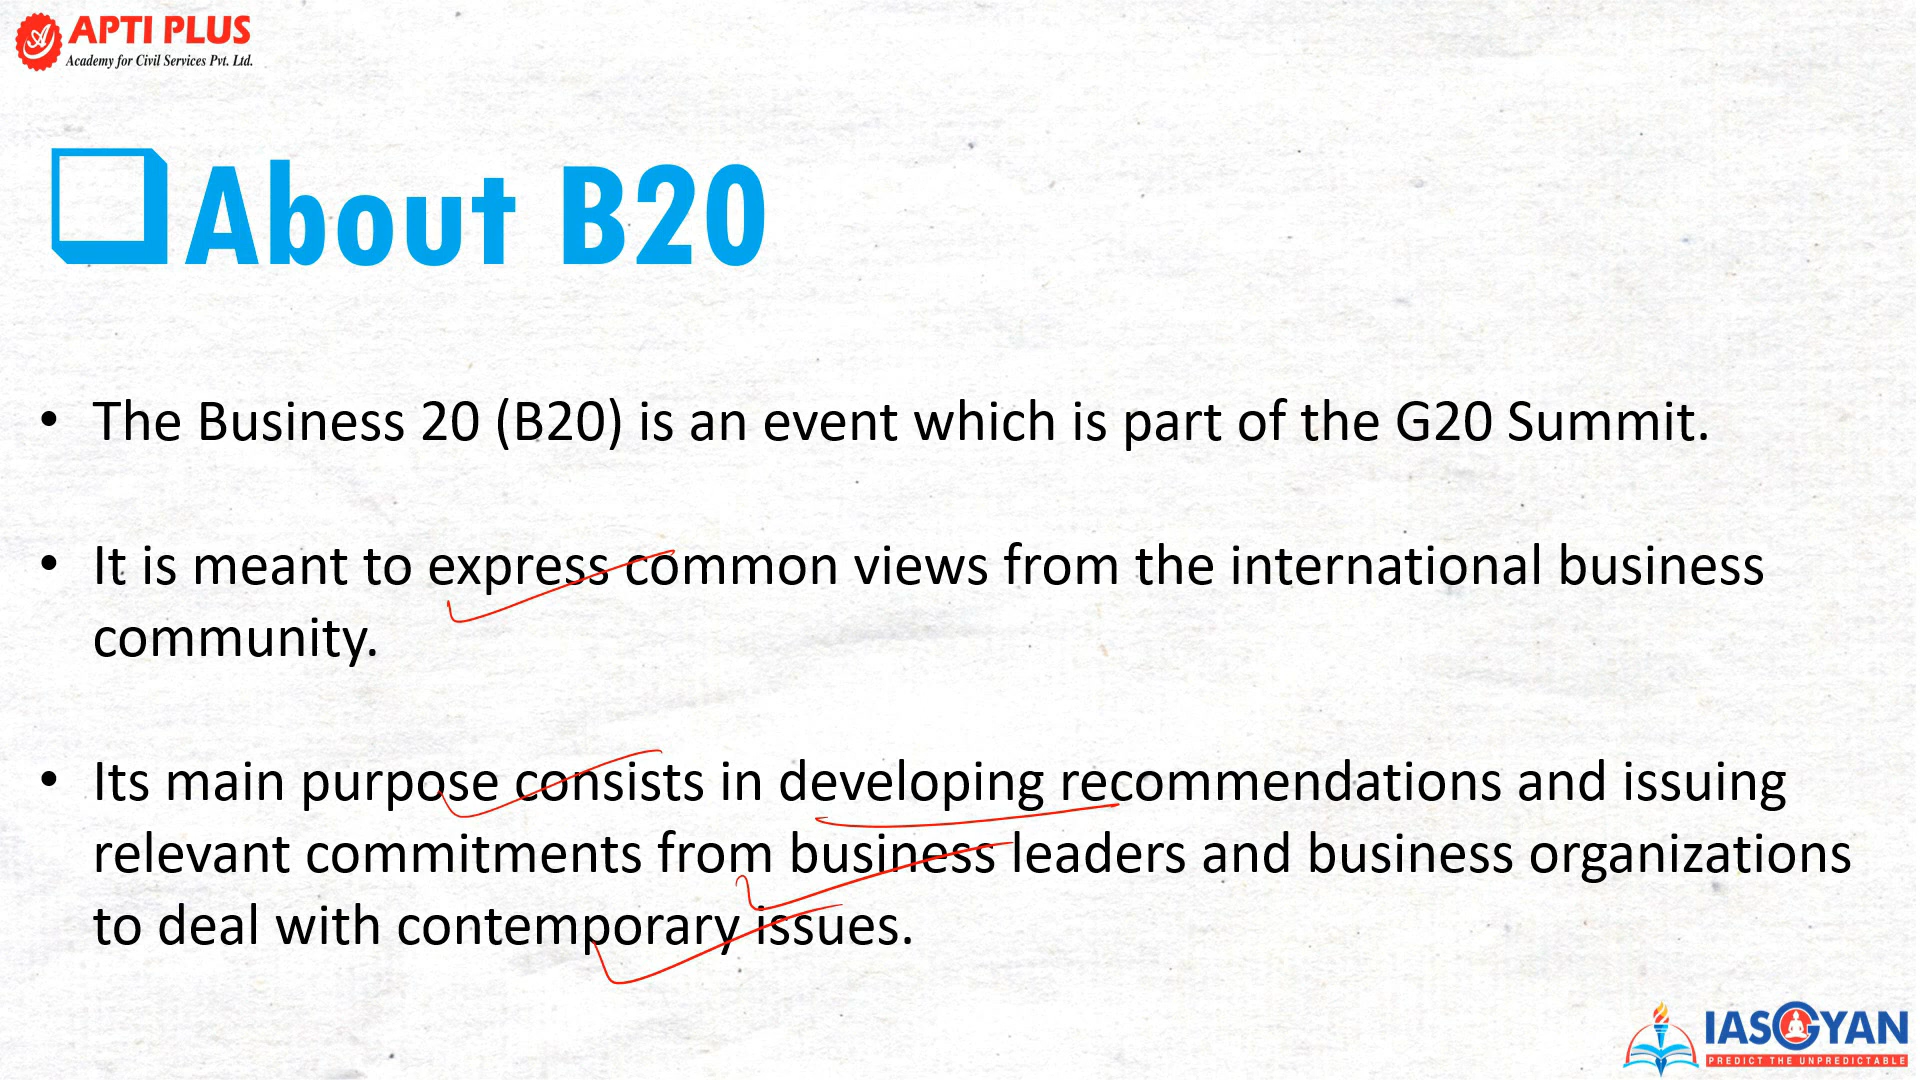 APTI PLUS
Academy for Civil Services Pvt. Ltd.
About B20
• The Business 20 (B20) is an event which is part of the G20 Summit.
• It is meant to express common views from the international business
community.
• Its main purpose consists in developing recommendations and issuing
relevant commitments from business leaders and business organizations
to deal with contemporary issues.
IASGYAN
PREDICT THE UNPREDICTABLE